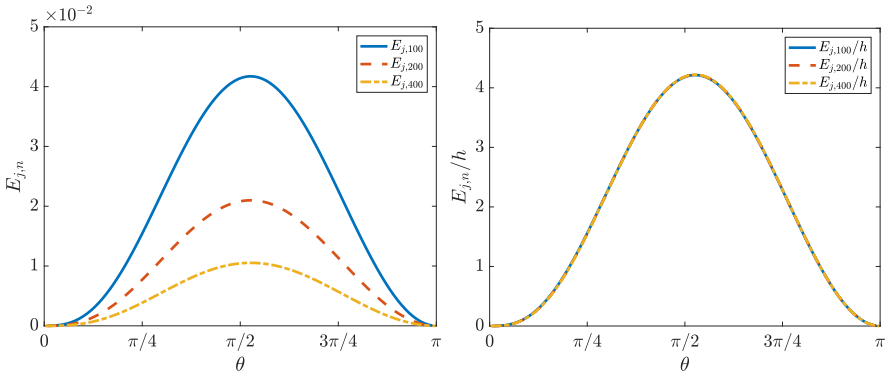 ×10⁻²
5
4
3
2
1
0
E_{j,n}
0 π/4 π/2 3π/4 π
θ
E_{j,100}
E_{j,200}
E_{j,400}
5
4
3
2
1
0
E_{j,n}/h
0 π/4 π/2 3π/4 π
θ
E_{j,100}/h
E_{j,200}/h
E_{j,400}/h